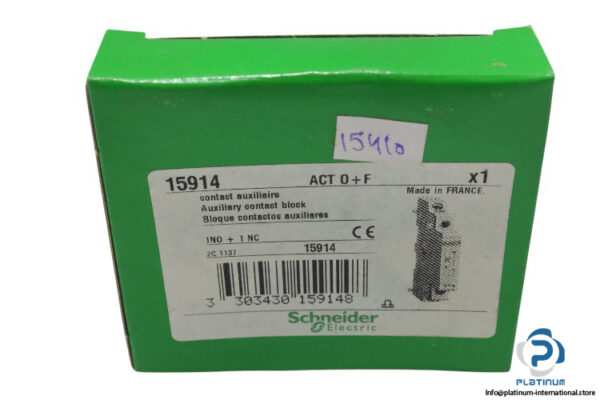 15410
15914
ACT O+F
x1
contact auxiliaire
Auxiliary contact block
Bloque contactos auxiliares
Made in FRANCE
1NO + 1 NC
CE
2C 1137
15914
3 303430 159148
Schneider
Electric
PLATINUM
info@platinum-international.store